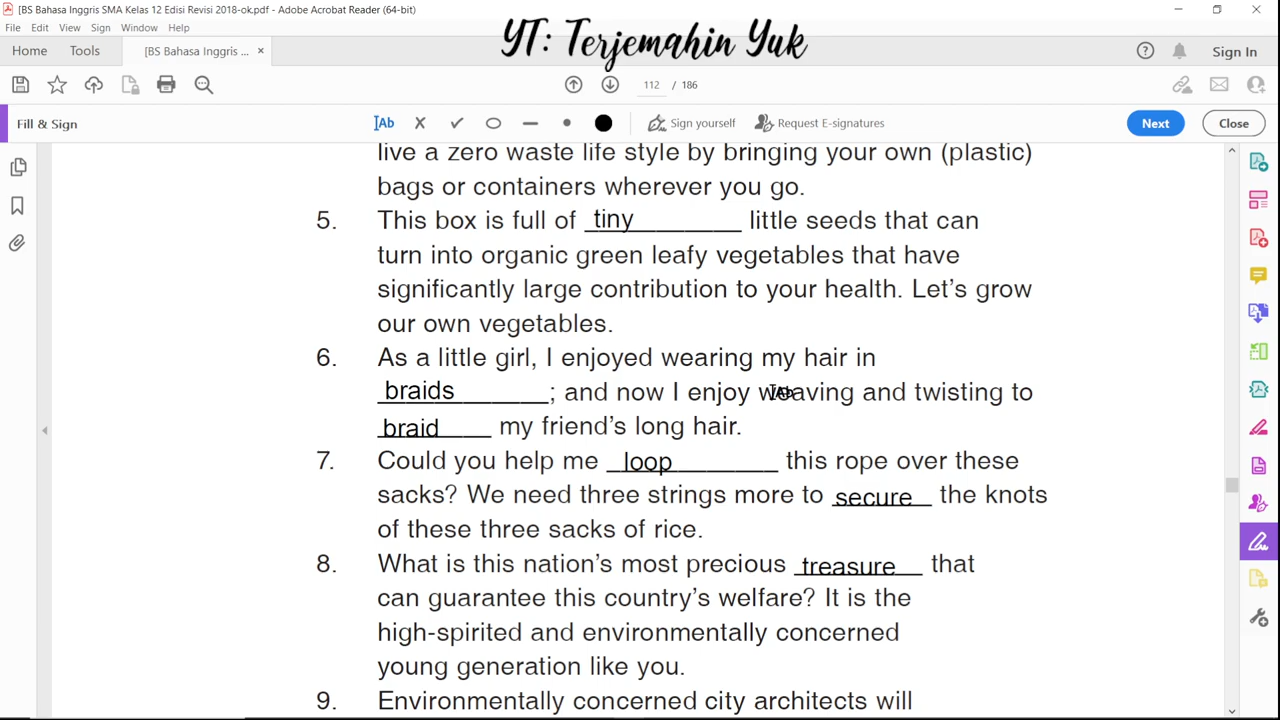 [BS Bahasa Inggris SMA Kelas 12 Edisi Revisi 2018-ok.pdf - Adobe Acrobat Reader (64-bit)
File Edit View Sign Window Help
YT: Terjemahin Yuk
Home Tools [BS Bahasa Inggris ... × Sign In
112 / 186
Fill & Sign Ab Sign yourself Request E-signatures Next Close
live a zero waste life style by bringing your own (plastic)
bags or containers wherever you go.
5. This box is full of tiny little seeds that can
turn into organic green leafy vegetables that have
significantly large contribution to your health. Let's grow
our own vegetables.
6. As a little girl, I enjoyed wearing my hair in
braids; and now I enjoy weaving and twisting to
braid my friend's long hair.
7. Could you help me loop this rope over these
sacks? We need three strings more to secure the knots
of these three sacks of rice.
8. What is this nation's most precious treasure that
can guarantee this country's welfare? It is the
high-spirited and environmentally concerned
young generation like you.
9. Environmentally concerned city architects will